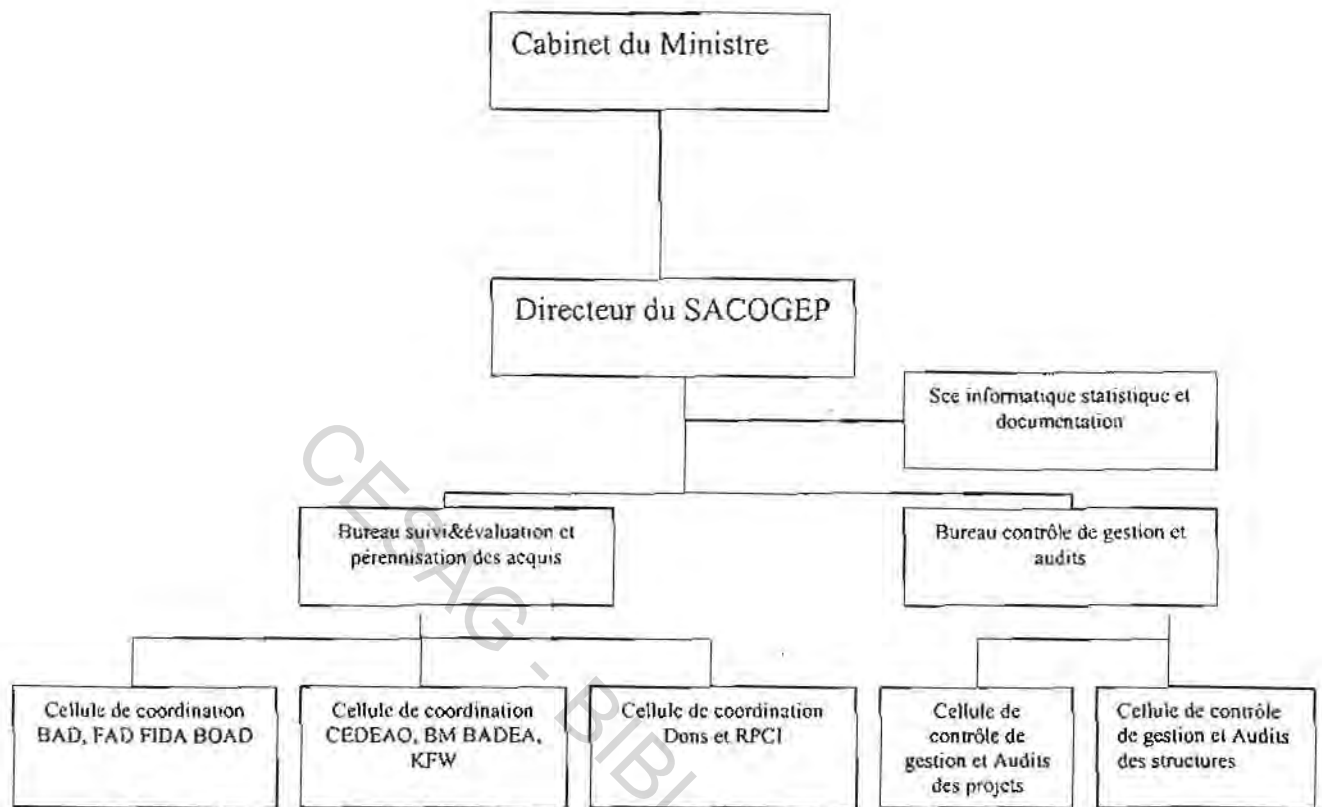 Cabinet du Ministre
Directeur du SACOGEP
Sce informatique statistique et
documentation
Bureau suivi&évaluation et
pérennisation des acquis
Bureau contrôle de gestion et
audits
Cellule de coordination
BAD, FAD FIDA BOAD
Cellule de coordination
CEDEAO, BM BADEA,
KFW
Cellule de coordination
Dons et RPCI
Cellule de
contrôle de
gestion et Audits
des projets
Cellule de contrôle
de gestion et Audits
des structures
CESAG - BIBL